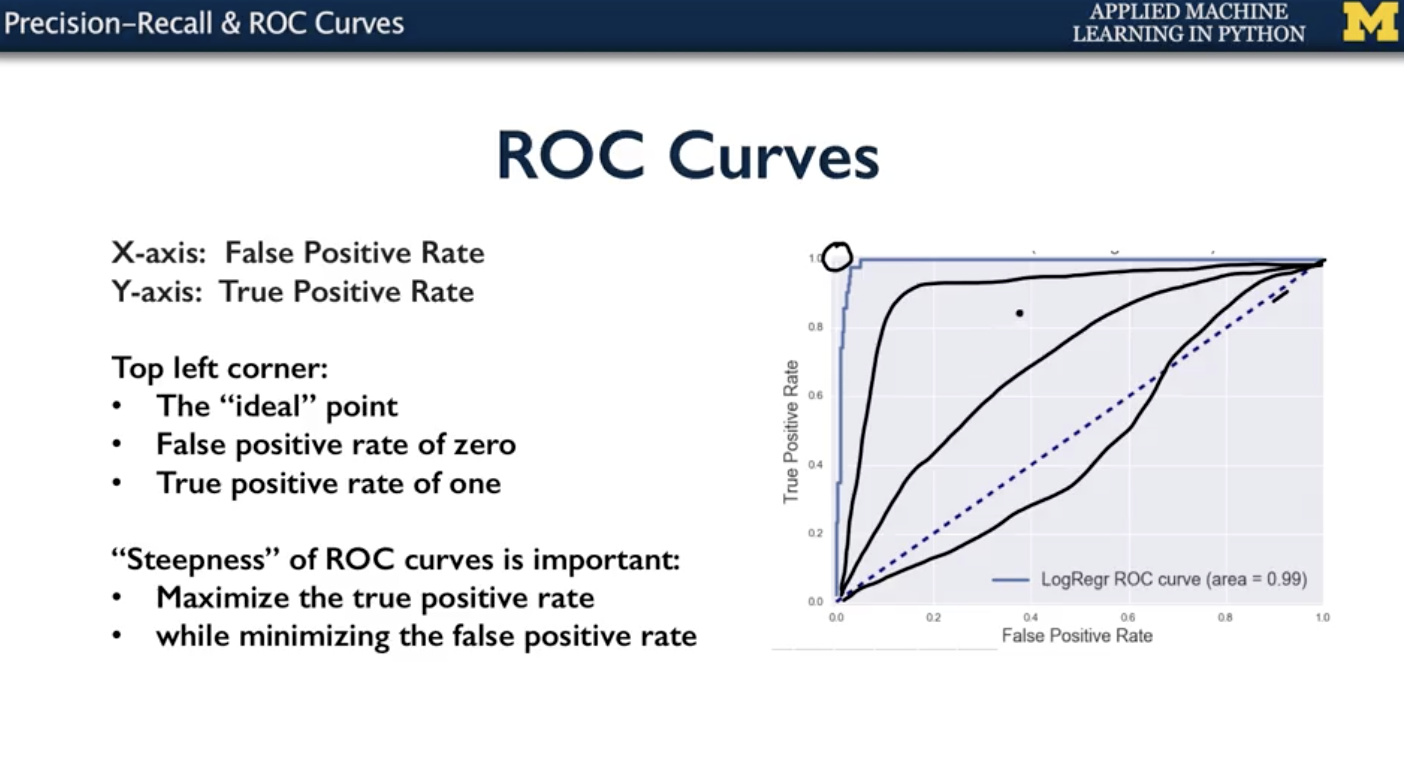 Precision–Recall & ROC Curves
APPLIED MACHINE
LEARNING IN PYTHON
M
ROC Curves
X-axis: False Positive Rate
Y-axis: True Positive Rate
Top left corner:
• The “ideal” point
• False positive rate of zero
• True positive rate of one
“Steepness” of ROC curves is important:
• Maximize the true positive rate
• while minimizing the false positive rate
True Positive Rate
0.8
0.6
0.4
0.2
0.0
LogRegr ROC curve (area = 0.99)
0.0 0.2 0.4 0.6 0.8 1.0
False Positive Rate